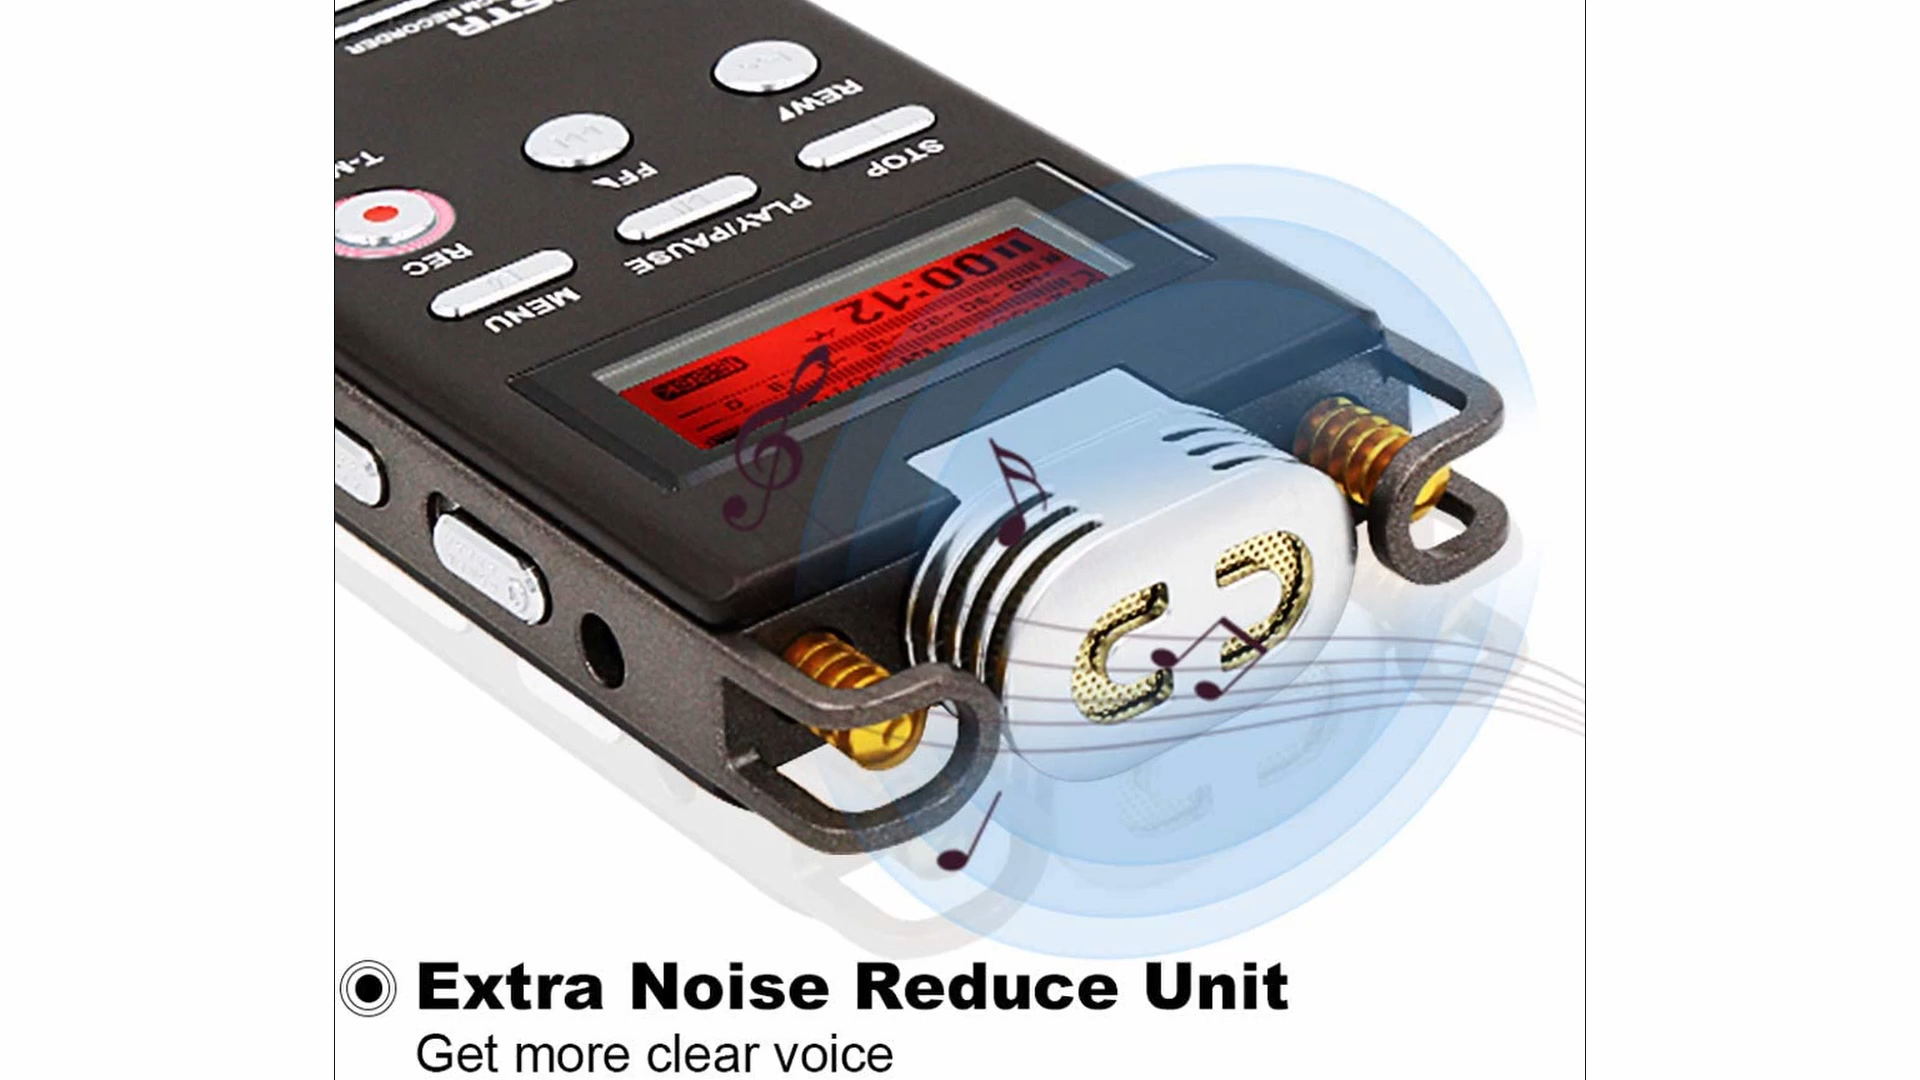 REW
STOP
FF
PLAY/PAUSE
REC
MENU
00:12
Extra Noise Reduce Unit
Get more clear voice